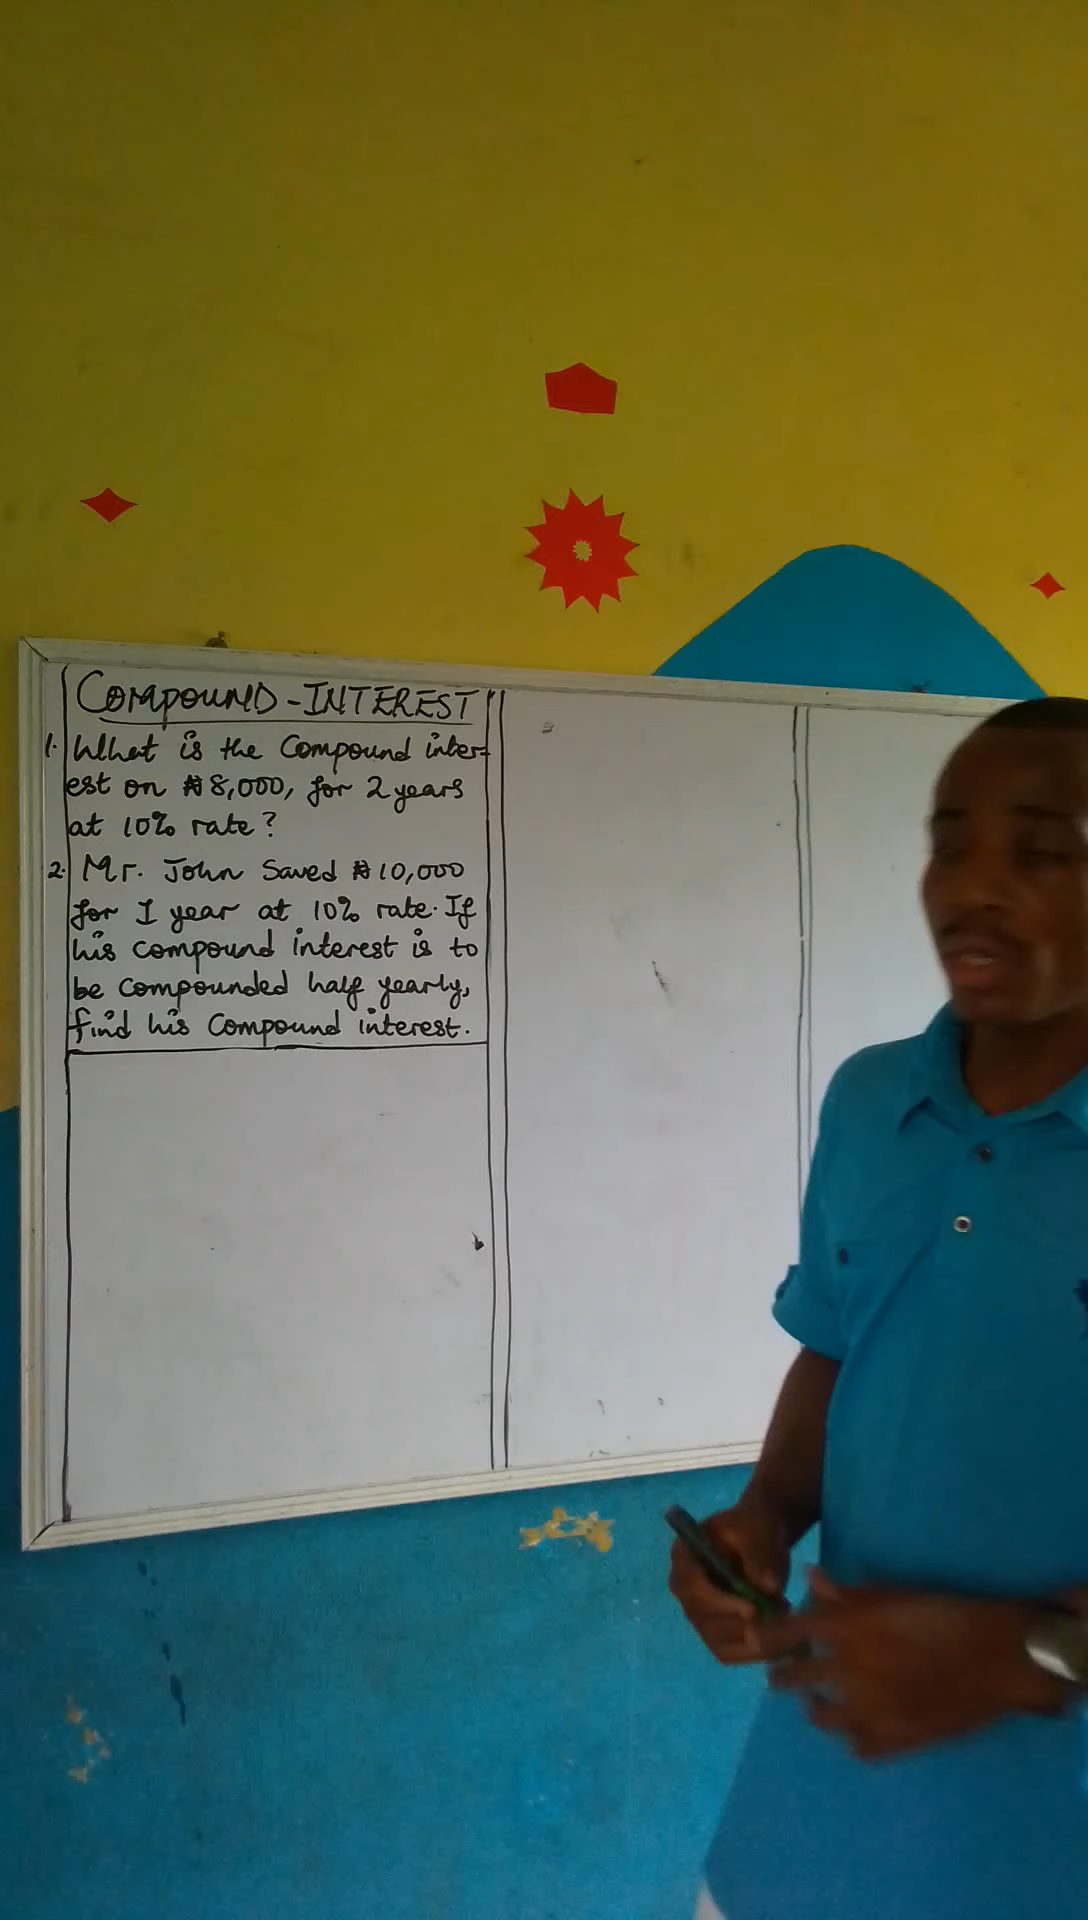 COMPOUND-INTEREST
1. What is the Compound inter-
est on ₦8,000, for 2 years
at 10% rate?
2. Mr. John Saved ₦10,000
for 1 year at 10% rate. If
his compound interest is to
be compounded half yearly,
find his Compound interest.